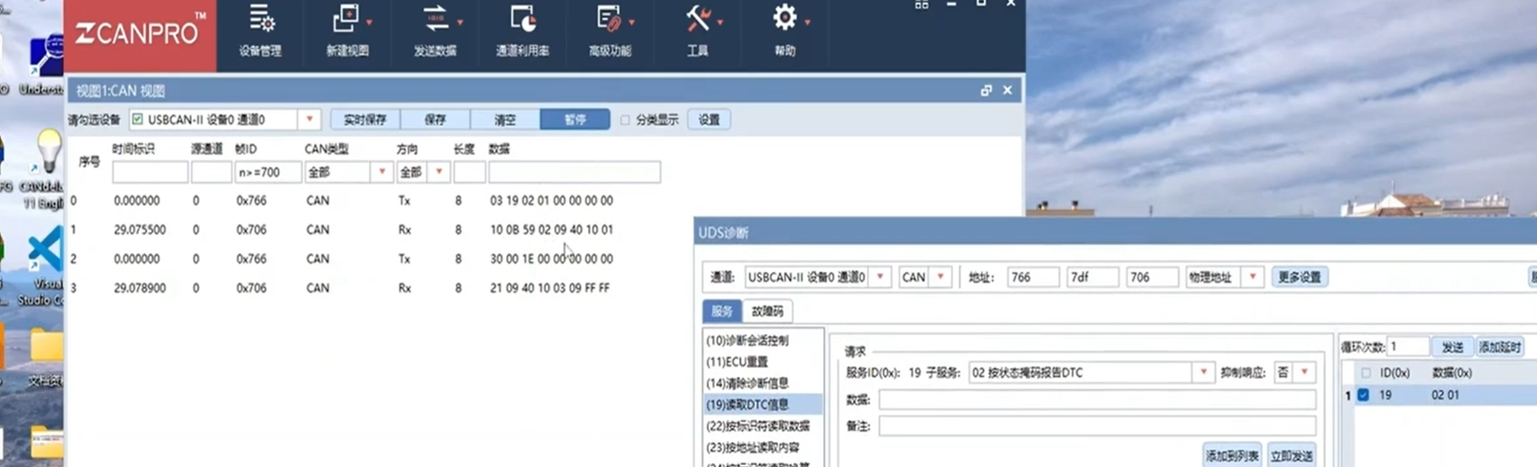 ZCANPRO™
设备管理
新建视图
发送数据
通道利用率
高级功能
工具
帮助
Underst
CANdela
11 Engli
Visual
Studio Co
视图1:CAN 视图
请勾选设备 USBCAN-II 设备0 通道0 实时保存 保存 清空 暂停 分类显示 设置
序号 时间标识 源通道 帧ID CAN类型 方向 长度 数据
n>=700 全部 全部
0 0.000000 0 0x766 CAN Tx 8 03 19 02 01 00 00 00 00
1 29.075500 0 0x706 CAN Rx 8 10 0B 59 02 09 40 10 01
2 0.000000 0 0x766 CAN Tx 8 30 00 1E 00 00 00 00 00
3 29.078900 0 0x706 CAN Rx 8 21 09 40 10 03 09 FF FF
UDS诊断
通道: USBCAN-II 设备0 通道0 CAN 地址: 766 7df 706 物理地址 更多设置
服务 故障码
(10)诊断会话控制
(11)ECU重置
(14)清除诊断信息
(19)读取DTC信息
(22)按标识符读取数据
(23)按地址读取内容
请求
服务ID(0x): 19 子服务: 02 按状态掩码报告DTC 抑制响应: 否
数据:
备注:
添加到列表 立即发送
循环次数: 1 发送 添加延时
ID(0x) 数据(0x)
1 19 02 01